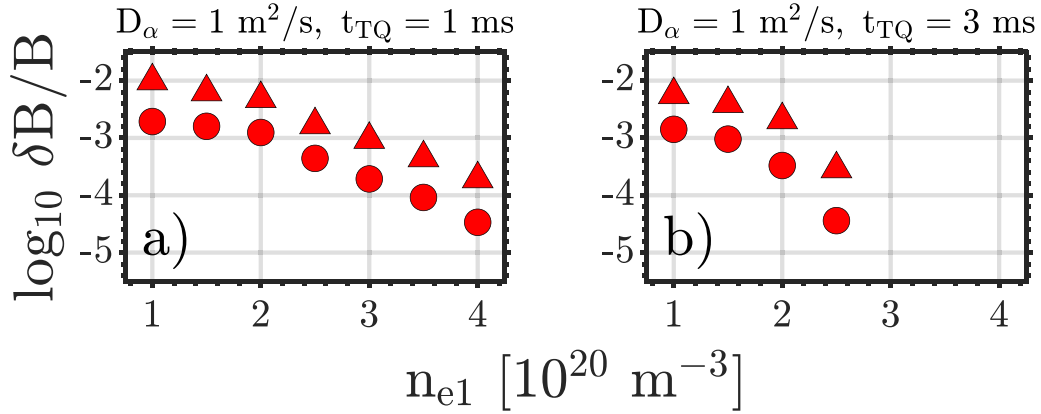 D_α = 1 m²/s, t_TQ = 1 ms
D_α = 1 m²/s, t_TQ = 3 ms
log₁₀ δB/B
-2
-3
-4
-5
a)
1 2 3 4
-2
-3
-4
-5
b)
1 2 3 4
n_e1 [10²⁰ m⁻³]